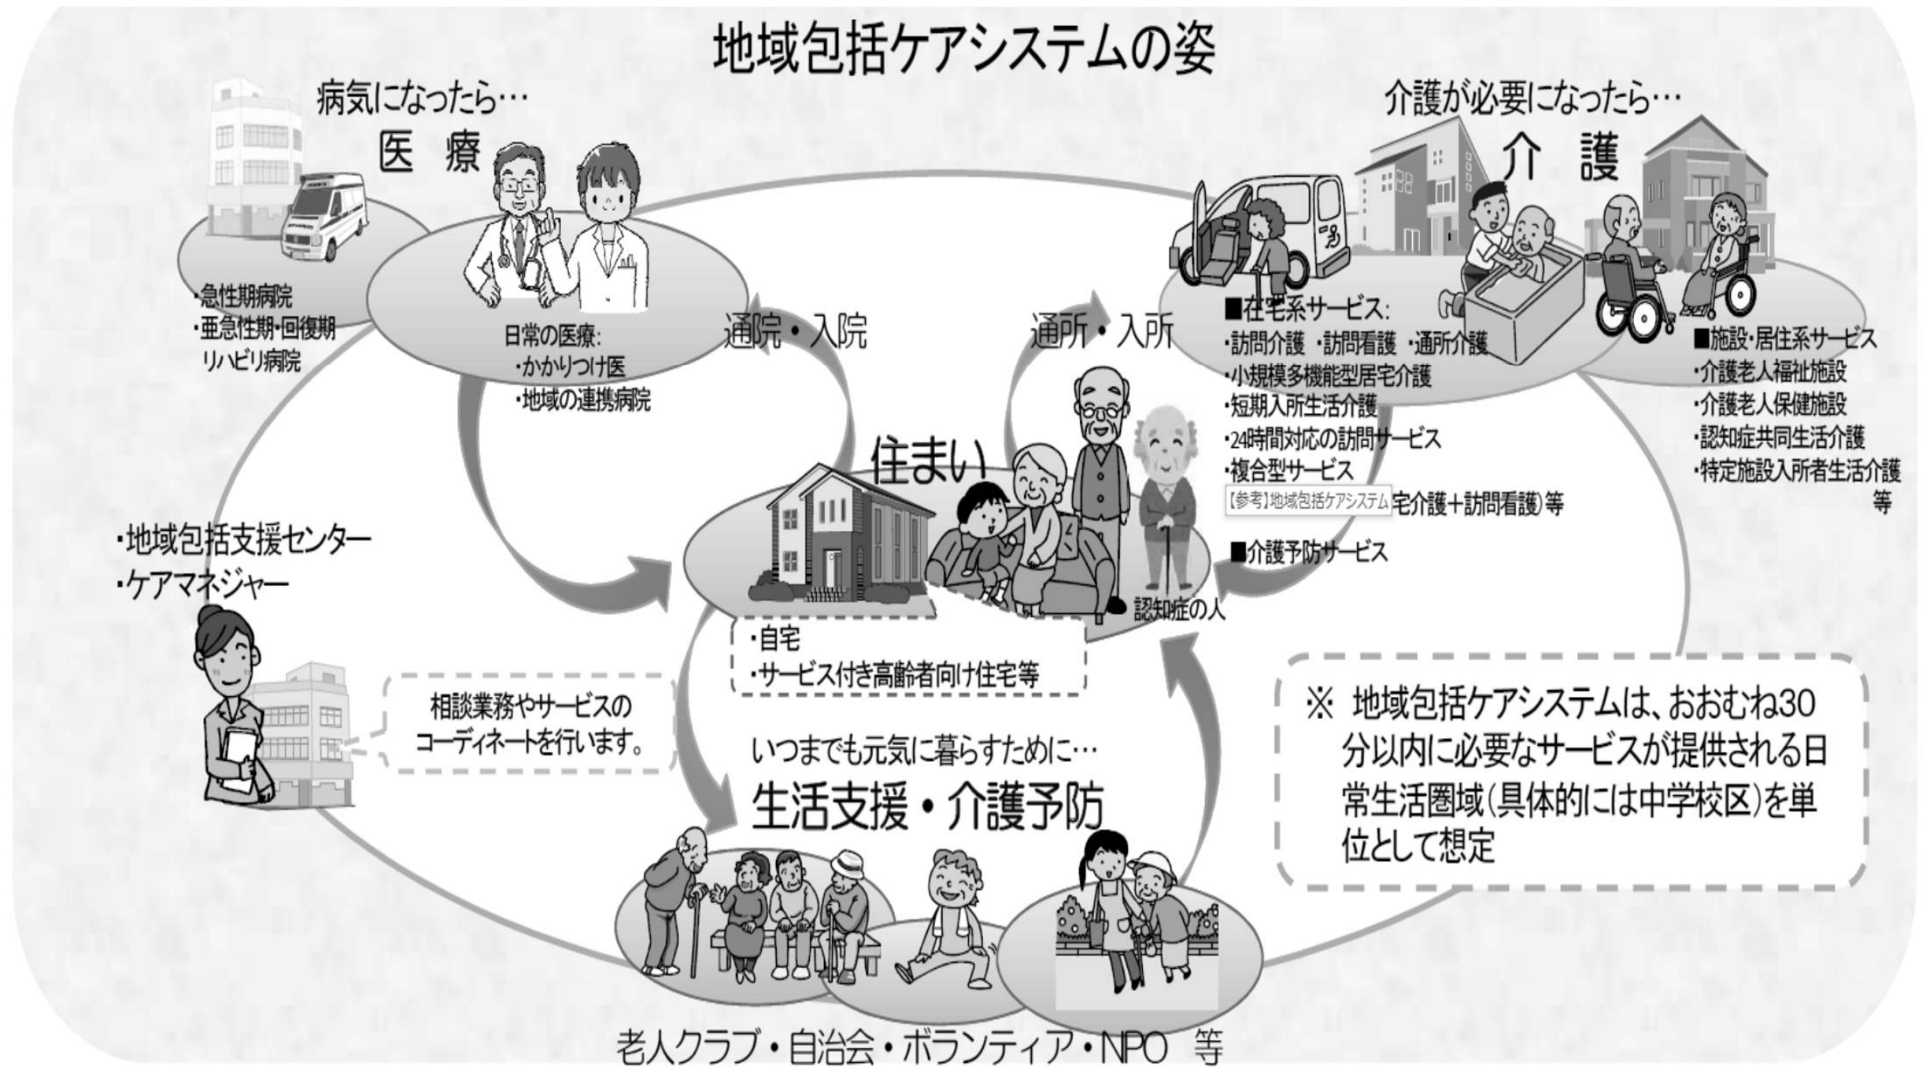 地域包括ケアシステムの姿
病気になったら…
医 療
・急性期病院
・亜急性期・回復期
リハビリ病院
日常の医療:
・かかりつけ医
・地域の連携病院
通院・入院
通所・入所
介護が必要になったら…
介 護
■在宅系サービス:
・訪問介護 ・訪問看護 ・通所介護
・小規模多機能型居宅介護
・短期入所生活介護
・24時間対応の訪問サービス
・複合型サービス
【参考】地域包括ケアシステム
宅介護＋訪問看護)等
■介護予防サービス
■施設・居住系サービス
・介護老人福祉施設
・介護老人保健施設
・認知症共同生活介護
・特定施設入所者生活介護
等
住まい
認知症の人
・自宅
・サービス付き高齢者向け住宅等
・地域包括支援センター
・ケアマネジャー
相談業務やサービスの
コーディネートを行います。
いつまでも元気に暮らすために…
生活支援・介護予防
老人クラブ・自治会・ボランティア・NPO 等
※ 地域包括ケアシステムは、おおむね30
分以内に必要なサービスが提供される日
常生活圏域(具体的には中学校区)を単
位として想定